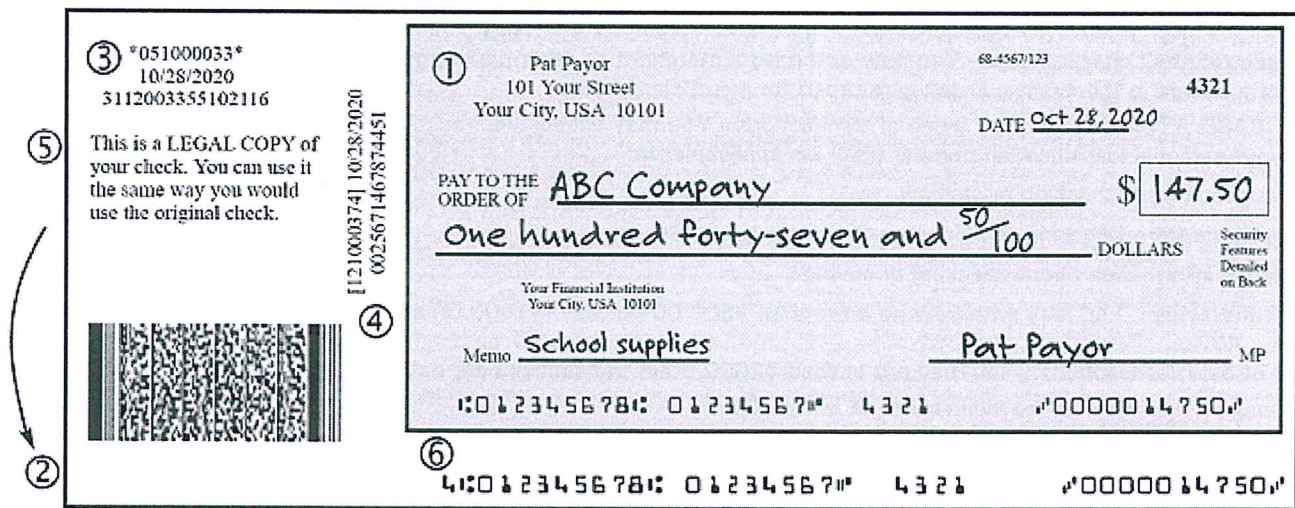 ③ *051000033*
10/28/2020
3112003355102116
⑤
This is a LEGAL COPY of
your check. You can use it
the same way you would
use the original check.
[121000374] 10/28/2020
0025671467874451
④
②
①
Pat Payor
101 Your Street
Your City, USA 10101
68-4567/123
4321
DATE Oct 28, 2020
PAY TO THE
ORDER OF ABC Company $ 147.50
One hundred forty-seven and 50/100 DOLLARS
Security
Features
Detailed
on Back
Your Financial Institution
Your City, USA 10101
Memo School supplies Pat Payor MP
⑆012345678⑆ 01234567⑈ 4321 ⑇0000014750⑇
⑥
4⑆012345678⑆ 01234567⑈ 4321 ⑇0000014750⑇